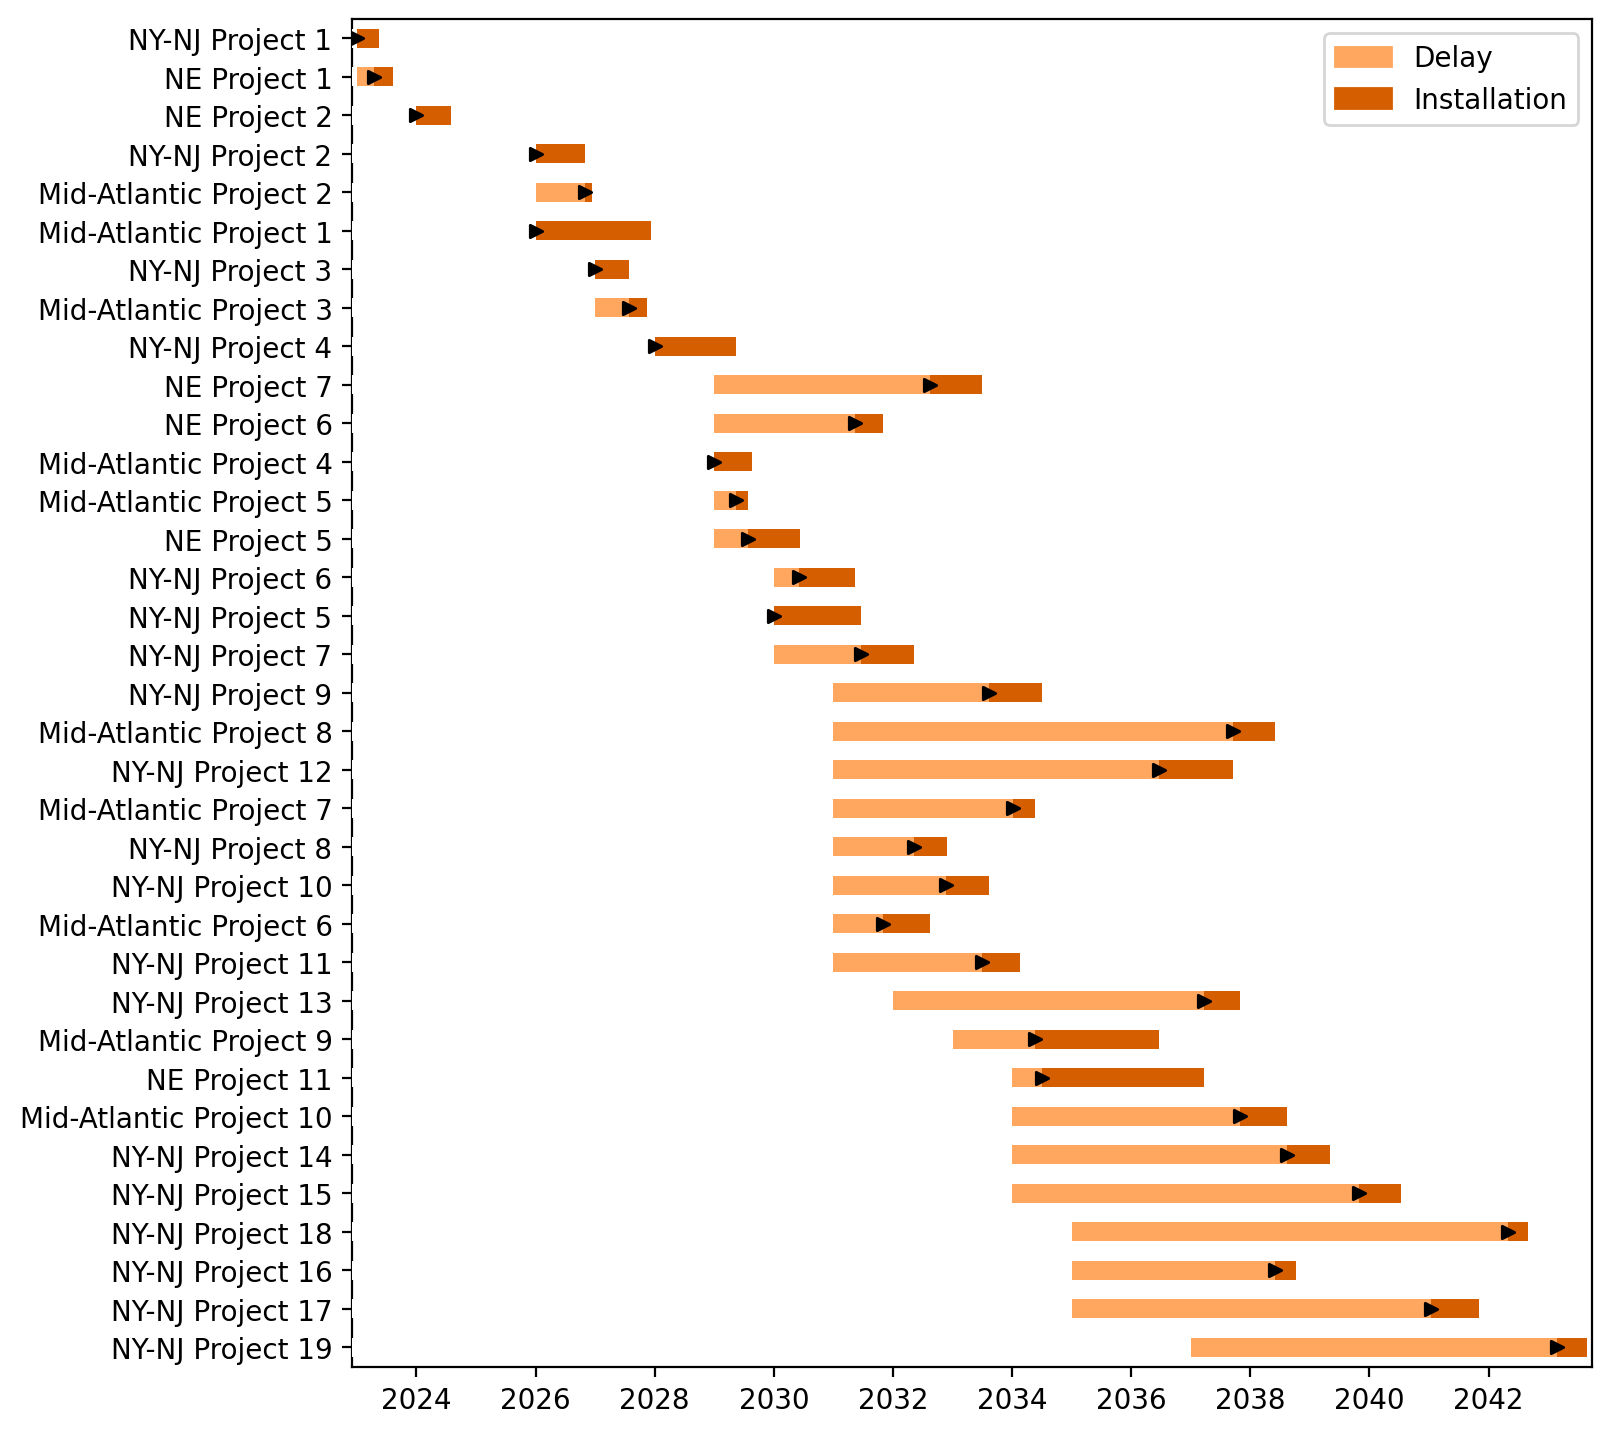 NY-NJ Project 1
NE Project 1
NE Project 2
NY-NJ Project 2
Mid-Atlantic Project 2
Mid-Atlantic Project 1
NY-NJ Project 3
Mid-Atlantic Project 3
NY-NJ Project 4
NE Project 7
NE Project 6
Mid-Atlantic Project 4
Mid-Atlantic Project 5
NE Project 5
NY-NJ Project 6
NY-NJ Project 5
NY-NJ Project 7
NY-NJ Project 9
Mid-Atlantic Project 8
NY-NJ Project 12
Mid-Atlantic Project 7
NY-NJ Project 8
NY-NJ Project 10
Mid-Atlantic Project 6
NY-NJ Project 11
NY-NJ Project 13
Mid-Atlantic Project 9
NE Project 11
Mid-Atlantic Project 10
NY-NJ Project 14
NY-NJ Project 15
NY-NJ Project 18
NY-NJ Project 16
NY-NJ Project 17
NY-NJ Project 19
Delay
Installation
2024 2026 2028 2030 2032 2034 2036 2038 2040 2042